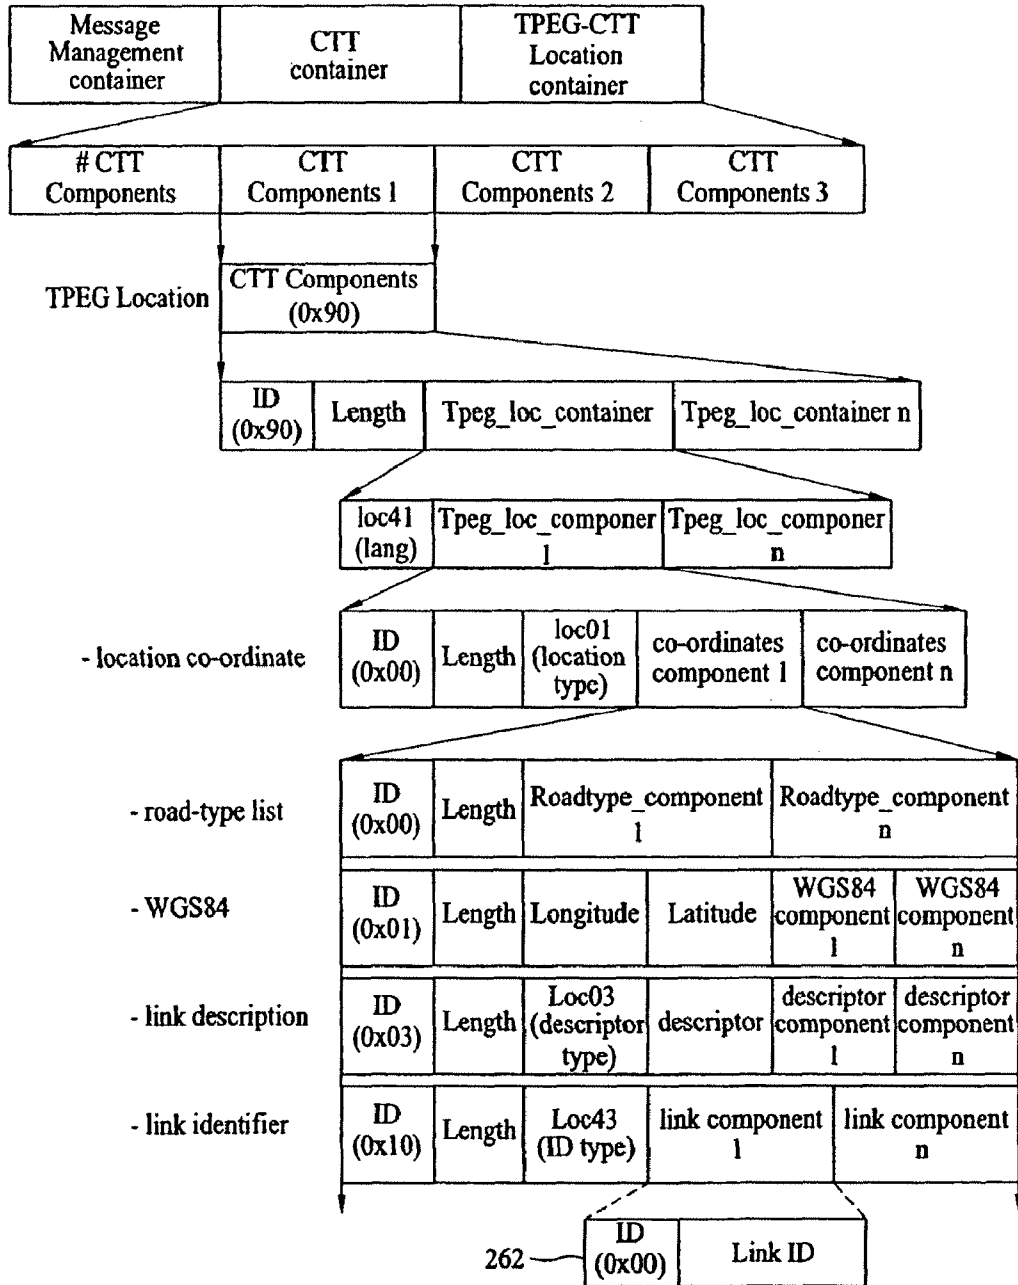 Message Management container
CTT container
TPEG-CTT Location container
# CTT Components
CTT Components 1
CTT Components 2
CTT Components 3
TPEG Location
CTT Components (0x90)
ID (0x90)
Length
Tpeg_loc_container
Tpeg_loc_container n
loc41 (lang)
Tpeg_loc_componer 1
Tpeg_loc_componer n
- location co-ordinate
ID (0x00)
Length
loc01 (location type)
co-ordinates component 1
co-ordinates component n
- road-type list
ID (0x00)
Length
Roadtype_component 1
Roadtype_component n
- WGS84
ID (0x01)
Length
Longitude
Latitude
WGS84 component 1
WGS84 component n
- link description
ID (0x03)
Length
Loc03 (descriptor type)
descriptor
descriptor component 1
descriptor component n
- link identifier
ID (0x10)
Length
Loc43 (ID type)
link component 1
link component n
262
ID (0x00)
Link ID